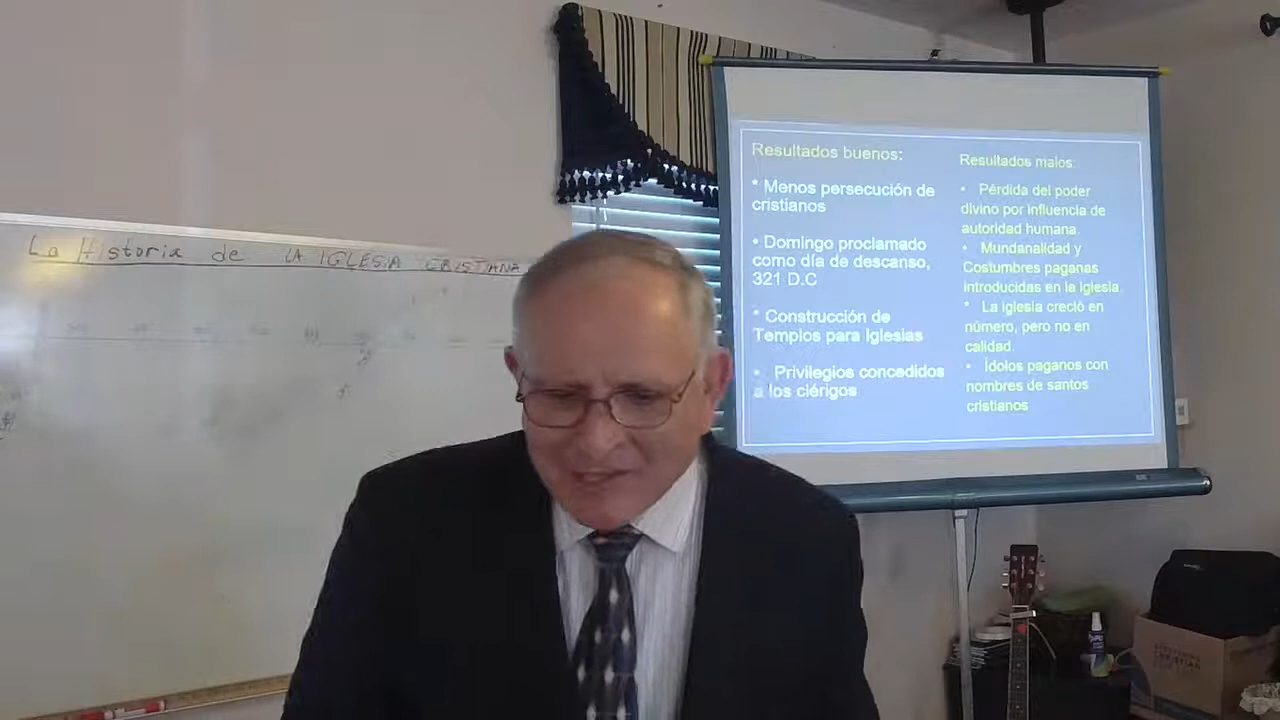 La Historia de LA IGLESIA CRISTIANA
Resultados buenos:
* Menos persecución de
cristianos
• Domingo proclamado
como día de descanso,
321 D.C
* Construcción de
Templos para Iglesias
• Privilegios concedidos
a los clérigos
Resultados malos:
• Pérdida del poder
divino por influencia de
autoridad humana.
• Mundanalidad y
Costumbres paganas
introducidas en la iglesia
* La iglesia creció en
número, pero no en
calidad.
• Ídolos paganos con
nombres de santos
cristianos
CHRISTIAN